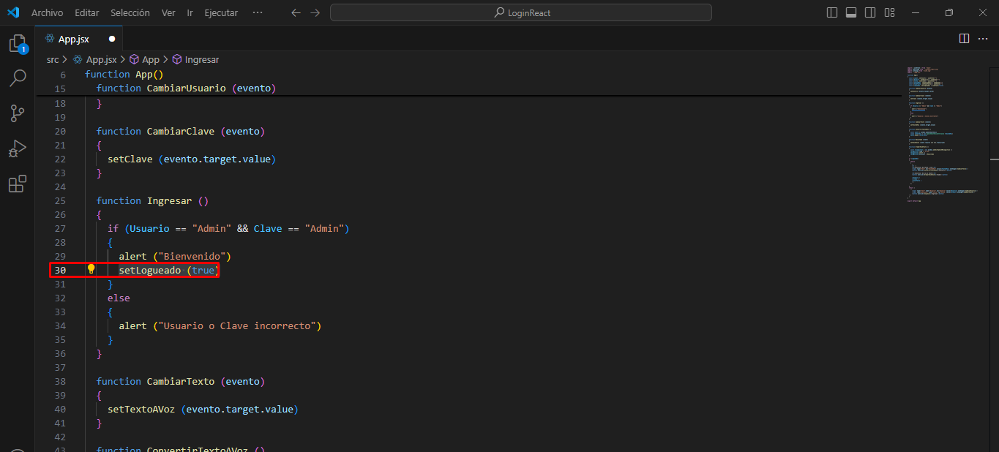 Archivo Editar Selección Ver Ir Ejecutar ··· LoginReact
App.jsx
src > App.jsx > App > Ingresar
1
6 function App()
15 function CambiarUsuario (evento)
18 }
19
20 function CambiarClave (evento)
21 {
22 setClave (evento.target.value)
23 }
24
25 function Ingresar ()
26 {
27 if (Usuario == "Admin" && Clave == "Admin")
28 {
29 alert ("Bienvenido")
30 setLogueado (true)
31 }
32 else
33 {
34 alert ("Usuario o Clave incorrecto")
35 }
36 }
37
38 function CambiarTexto (evento)
39 {
40 setTextoAVoz (evento.target.value)
41 }
42
43 function ConvertirTextoAVoz ()